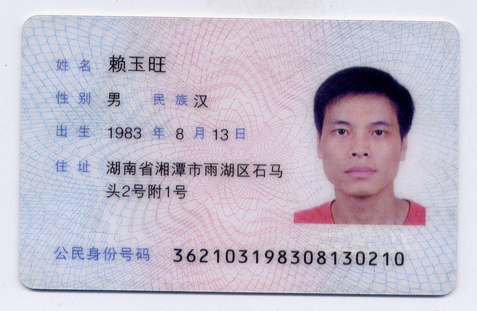 姓名 赖玉旺
性别 男 民族 汉
出生 1983 年 8 月 13 日
住址 湖南省湘潭市雨湖区石马
头2号附1号
公民身份号码 362103198308130210